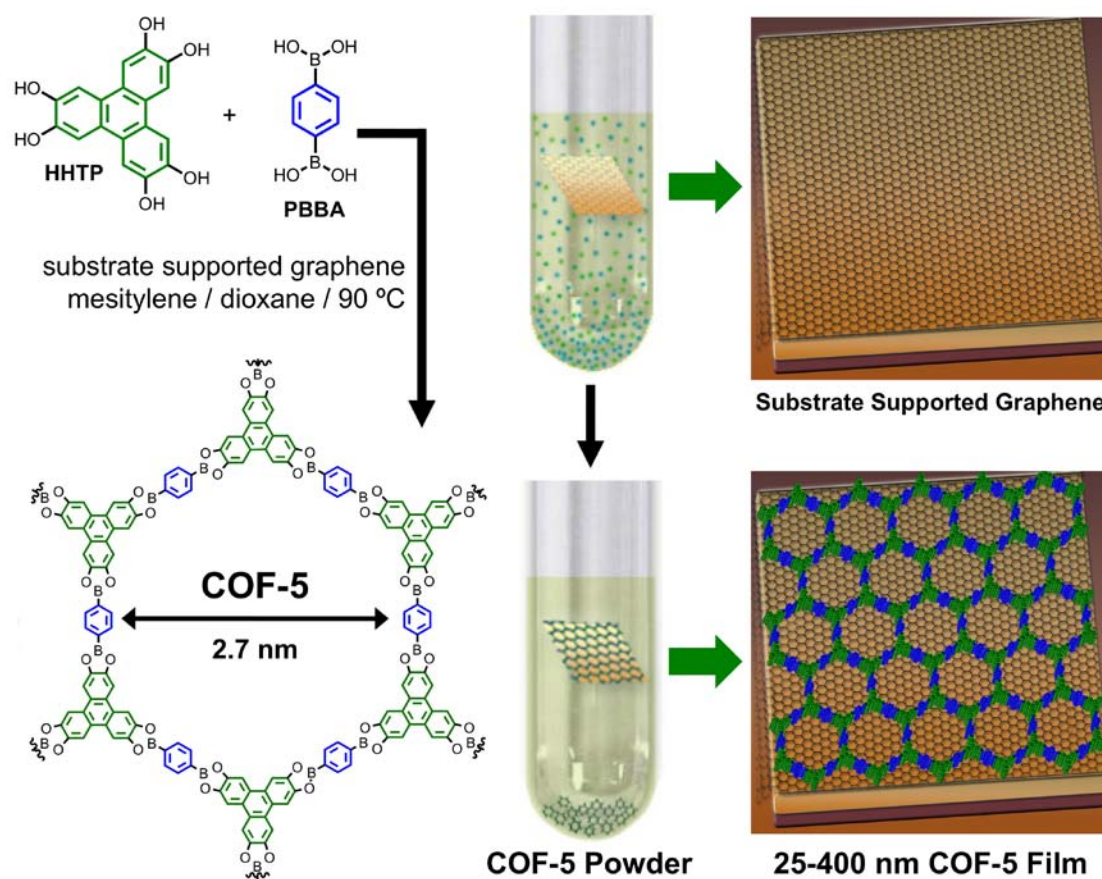 OH
OH
HO
HO
OH
OH
HHTP
+
HO OH
B
B
HO OH
PBBA
substrate supported graphene
mesitylene / dioxane / 90 ºC
Substrate Supported Graphene
B
O O
O O
B B
O O
B B
O O
B B
O O
O O
B B
O O
O O
B B
COF-5
2.7 nm
B B
O O
O O
O O
O O
B B
O O
B B
O O
B B
O O
O O
B
COF-5 Powder
25-400 nm COF-5 Film